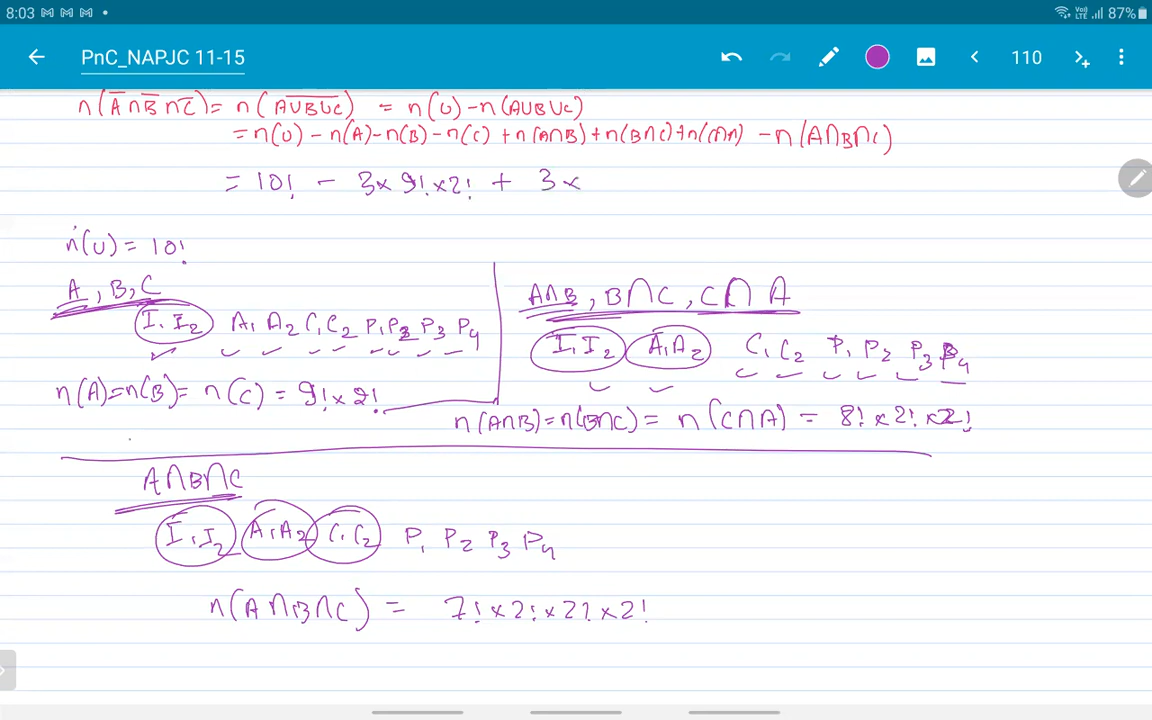 8:03 87%
PnC_NAPJC 11-15 110
n(A̅∩B̅∩C̅) = n(A̅∪̅B̅∪̅C̅) = n(U) - n(A∪B∪C)
= n(U) - n(A) - n(B) - n(C) + n(A∩B) + n(B∩C) + n(C∩A) - n(A∩B∩C)
= 10! - 3×9!×2! + 3×
n(U) = 10!
A, B, C
I₁ I₂ A₁ A₂ C₁ C₂ P₁ P₂ P₃ P₄
n(A) = n(B) = n(C) = 9!×2!
A∩B, B∩C, C∩A
I₁ I₂ A₁ A₂ C₁ C₂ P₁ P₂ P₃ P₄
n(A∩B) = n(B∩C) = n(C∩A) = 8!×2!×2!
A∩B∩C
I₁ I₂ A₁ A₂ C₁ C₂ P₁ P₂ P₃ P₄
n(A∩B∩C) = 7!×2!×2!×2!